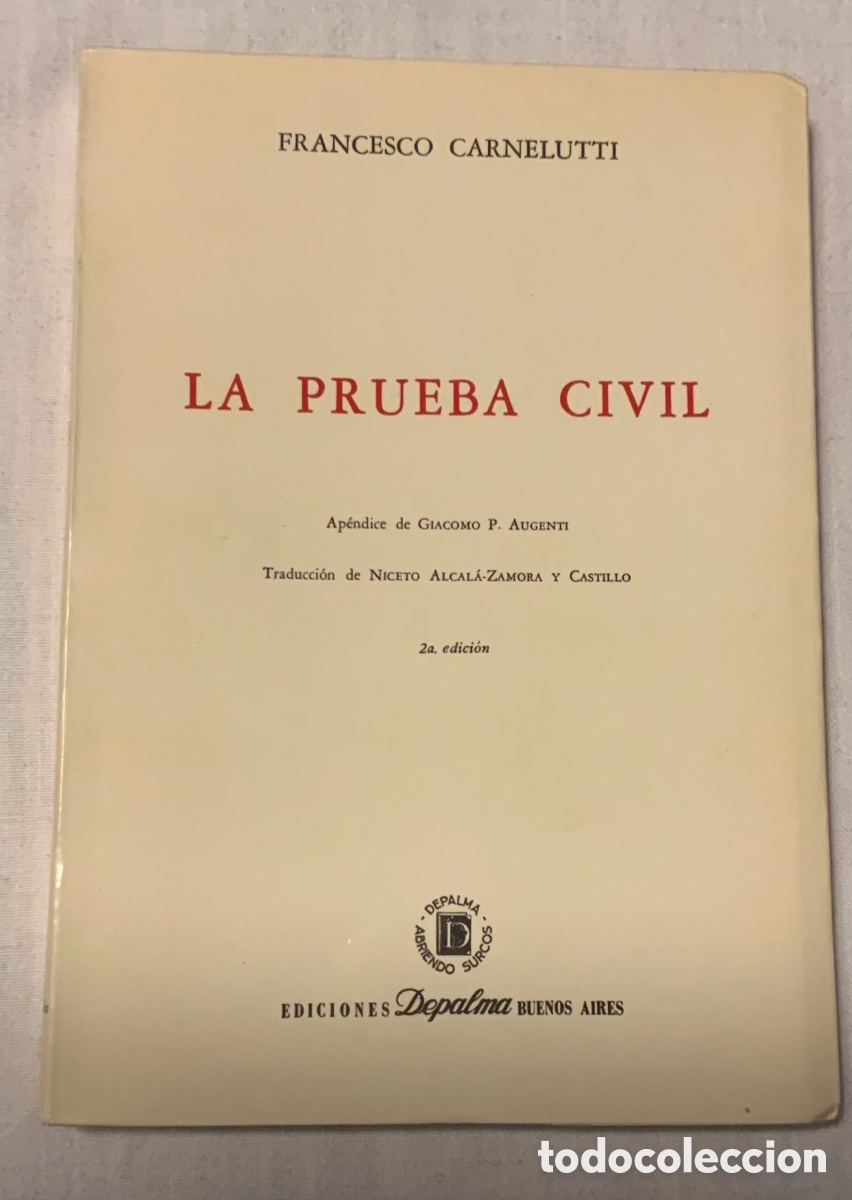 FRANCESCO CARNELUTTI
LA PRUEBA CIVIL
Apéndice de GIACOMO P. AUGENTI
Traducción de NICETO ALCALÁ-ZAMORA Y CASTILLO
2a. edición
- DEPALMA -
D
ABRIENDO SURCOS
EDICIONES Depalma BUENOS AIRES
todocoleccion